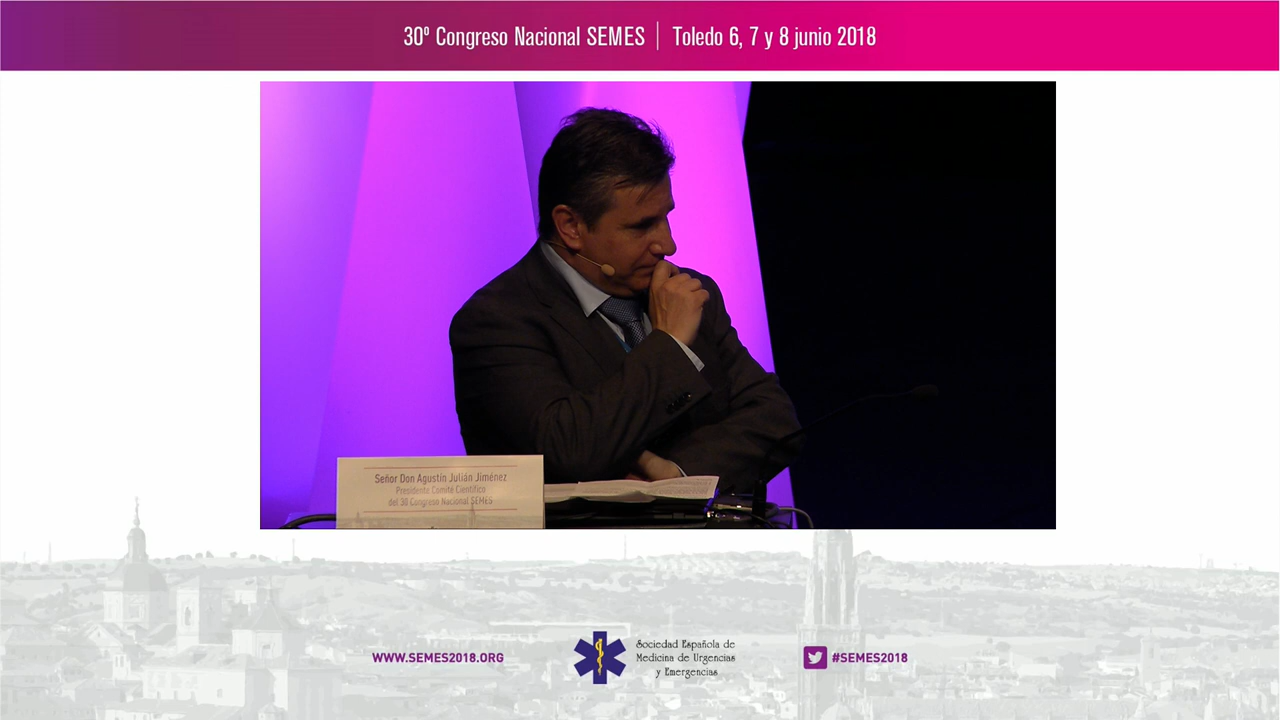 30º Congreso Nacional SEMES | Toledo 6, 7 y 8 junio 2018
Señor Don Agustín Julián Jiménez
Presidente Comité Científico
del 30 Congreso Nacional SEMES
WWW.SEMES2018.ORG
Sociedad Española de
Medicina de Urgencias
y Emergencias
#SEMES2018